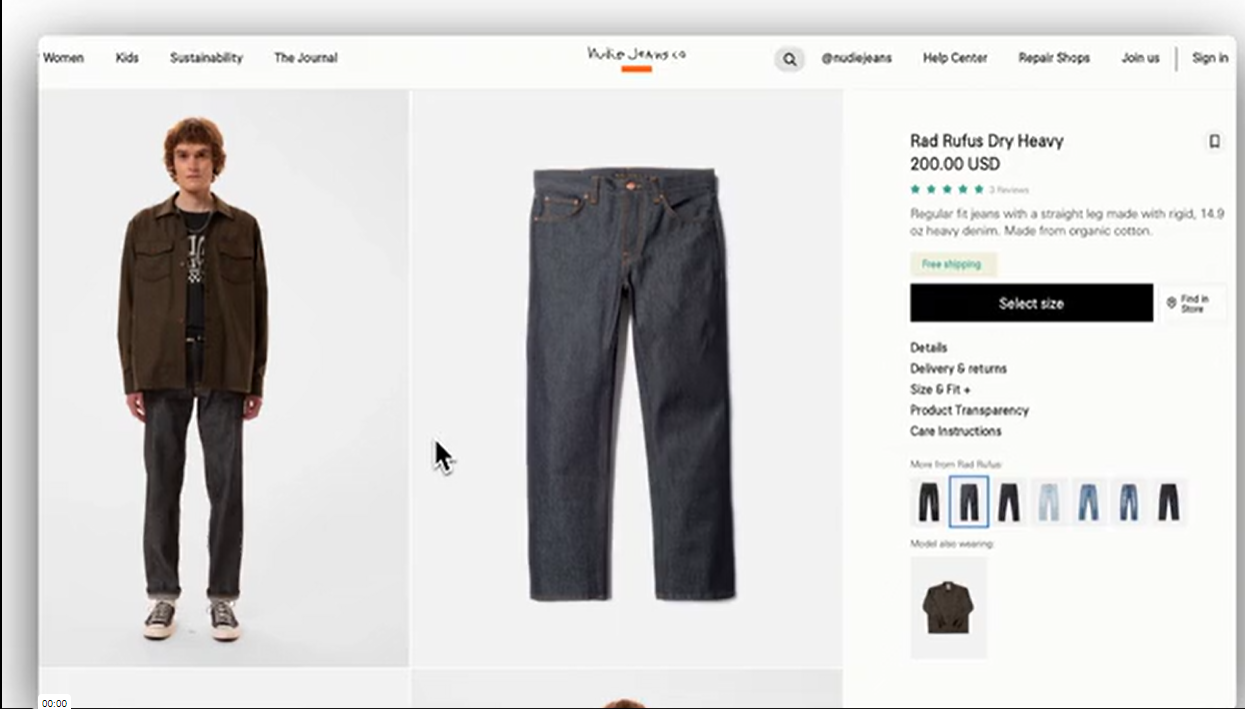 Women
Kids
Sustainability
The Journal
Nudie Jeans co
@nudiejeans
Help Center
Repair Shops
Join us
Sign in
Rad Rufus Dry Heavy
200.00 USD
3 Reviews
Regular fit jeans with a straight leg made with rigid, 14.9
oz heavy denim. Made from organic cotton.
Free shipping
Select size
Find in
Store
Details
Delivery & returns
Size & Fit +
Product Transparency
Care Instructions
More from Rad Rufus:
Model also wearing:
00:00